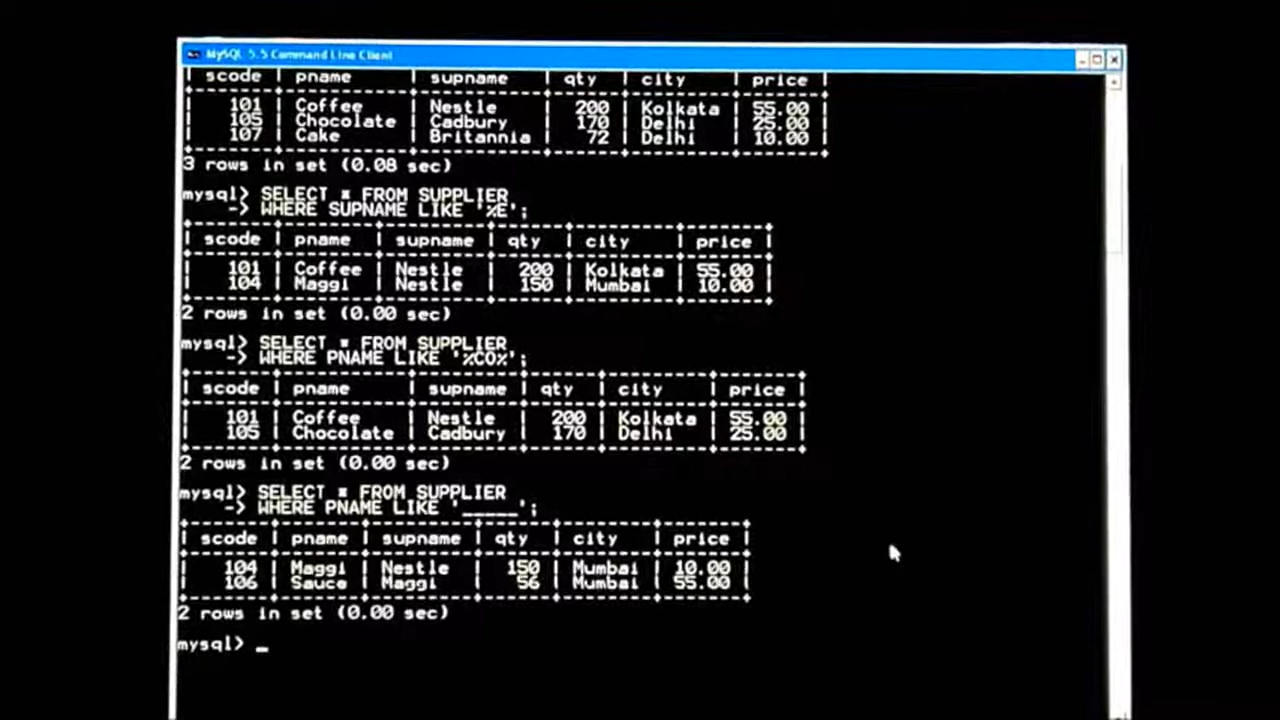 MySQL 5.5 Command Line Client
| scode | pname     | supname   | qty  | city    | price |
+-------+-----------+-----------+------+---------+-------+
|   101 | Coffee    | Nestle    |  200 | Kolkata | 55.00 |
|   105 | Chocolate | Cadbury   |  170 | Delhi   | 25.00 |
|   107 | Cake      | Britannia |   72 | Delhi   | 10.00 |
+-------+-----------+-----------+------+---------+-------+
3 rows in set (0.08 sec)
mysql> SELECT * FROM SUPPLIER
    -> WHERE SUPNAME LIKE '%E';
+-------+--------+---------+------+---------+-------+
| scode | pname  | supname | qty  | city    | price |
+-------+--------+---------+------+---------+-------+
|   101 | Coffee | Nestle  |  200 | Kolkata | 55.00 |
|   104 | Maggi  | Nestle  |  150 | Mumbai  | 10.00 |
+-------+--------+---------+------+---------+-------+
2 rows in set (0.00 sec)
mysql> SELECT * FROM SUPPLIER
    -> WHERE PNAME LIKE '%CO%';
+-------+-----------+---------+------+---------+-------+
| scode | pname     | supname | qty  | city    | price |
+-------+-----------+---------+------+---------+-------+
|   101 | Coffee    | Nestle  |  200 | Kolkata | 55.00 |
|   105 | Chocolate | Cadbury |  170 | Delhi   | 25.00 |
+-------+-----------+---------+------+---------+-------+
2 rows in set (0.00 sec)
mysql> SELECT * FROM SUPPLIER
    -> WHERE PNAME LIKE '_____';
+-------+-------+---------+------+--------+-------+
| scode | pname | supname | qty  | city   | price |
+-------+-------+---------+------+--------+-------+
|   104 | Maggi | Nestle  |  150 | Mumbai | 10.00 |
|   106 | Sauce | Maggi   |   56 | Mumbai | 55.00 |
+-------+-------+---------+------+--------+-------+
2 rows in set (0.00 sec)
mysql> _